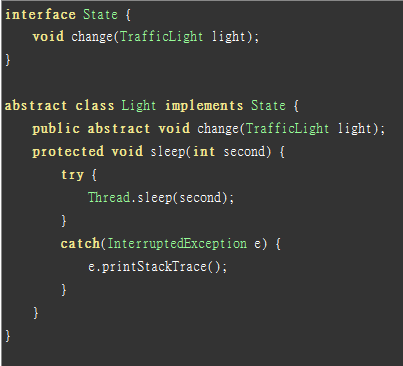 interface State {
    void change(TrafficLight light);
}

abstract class Light implements State {
    public abstract void change(TrafficLight light);
    protected void sleep(int second) {
        try {
            Thread.sleep(second);
        }
        catch(InterruptedException e) {
            e.printStackTrace();
        }
    }
}